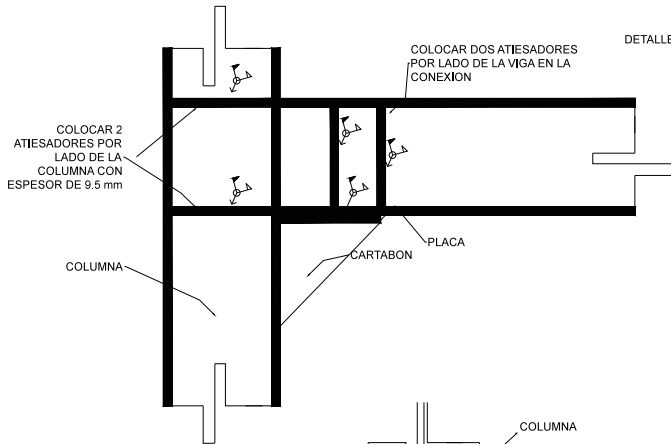 DETALLE
COLOCAR DOS ATIESADORES
POR LADO DE LA VIGA EN LA
CONEXION
COLOCAR 2
ATIESADORES POR
LADO DE LA
COLUMNA CON
ESPESOR DE 9.5 mm
PLACA
CARTABON
COLUMNA
COLUMNA